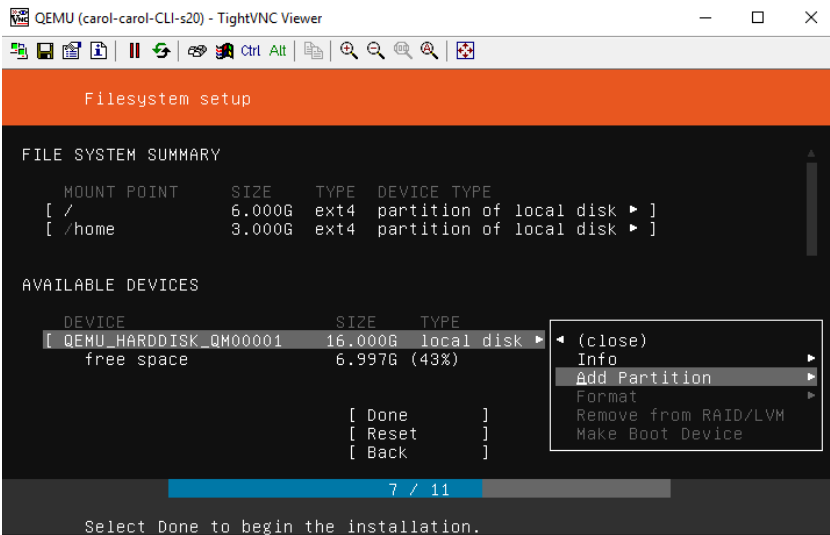 QEMU (carol-carol-CLI-s20) - TightVNC Viewer
Ctrl Alt
Filesystem setup
FILE SYSTEM SUMMARY
MOUNT POINT SIZE TYPE DEVICE TYPE
[ / 6.000G ext4 partition of local disk ▸ ]
[ /home 3.000G ext4 partition of local disk ▸ ]
AVAILABLE DEVICES
DEVICE SIZE TYPE
[ QEMU_HARDDISK_QM00001 16.000G local disk ▸
free space 6.997G (43%)
◂ (close)
Info ▸
Add Partition ▸
Format ▸
Remove from RAID/LVM
Make Boot Device
[ Done ]
[ Reset ]
[ Back ]
7 / 11
Select Done to begin the installation.